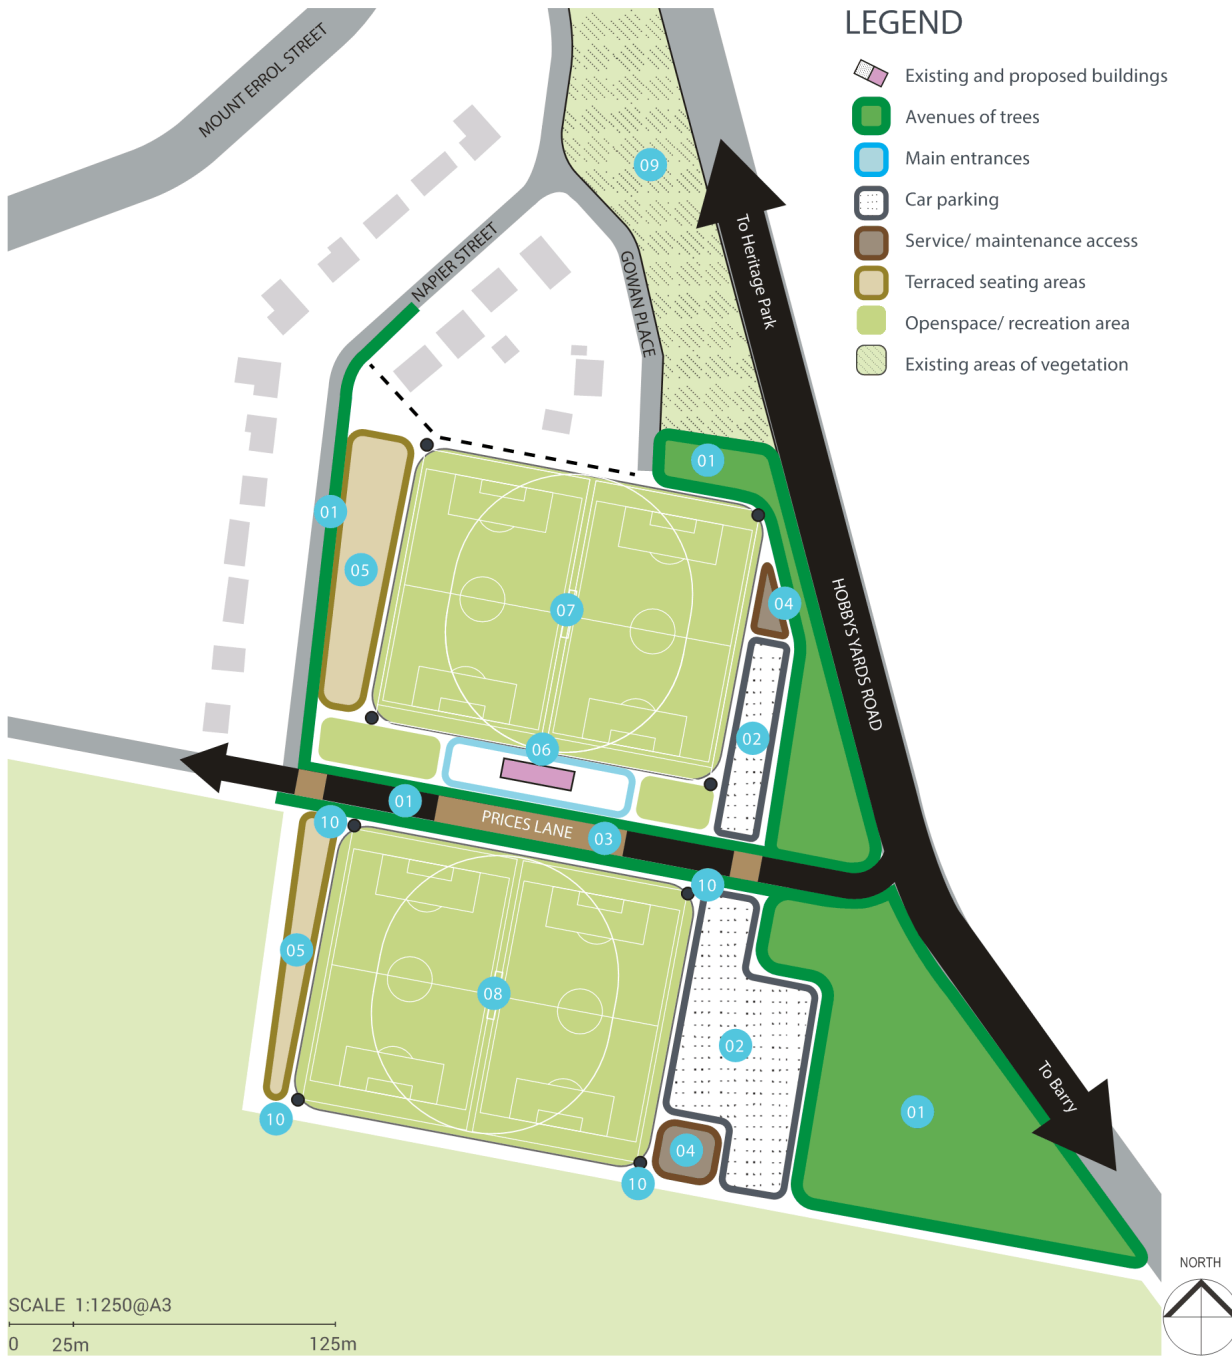 LEGEND
Existing and proposed buildings
Avenues of trees
Main entrances
Car parking
Service/ maintenance access
Terraced seating areas
Openspace/ recreation area
Existing areas of vegetation
MOUNT ERROL STREET
NAPIER STREET
GOWAN PLACE
To Heritage Park
HOBBYS YARDS ROAD
09
01
01
05
04
07
02
06
01
PRICES LANE
03
10
10
05
08
02
01
To Barry
10
04
10
NORTH
SCALE 1:1250@A3
0 25m 125m